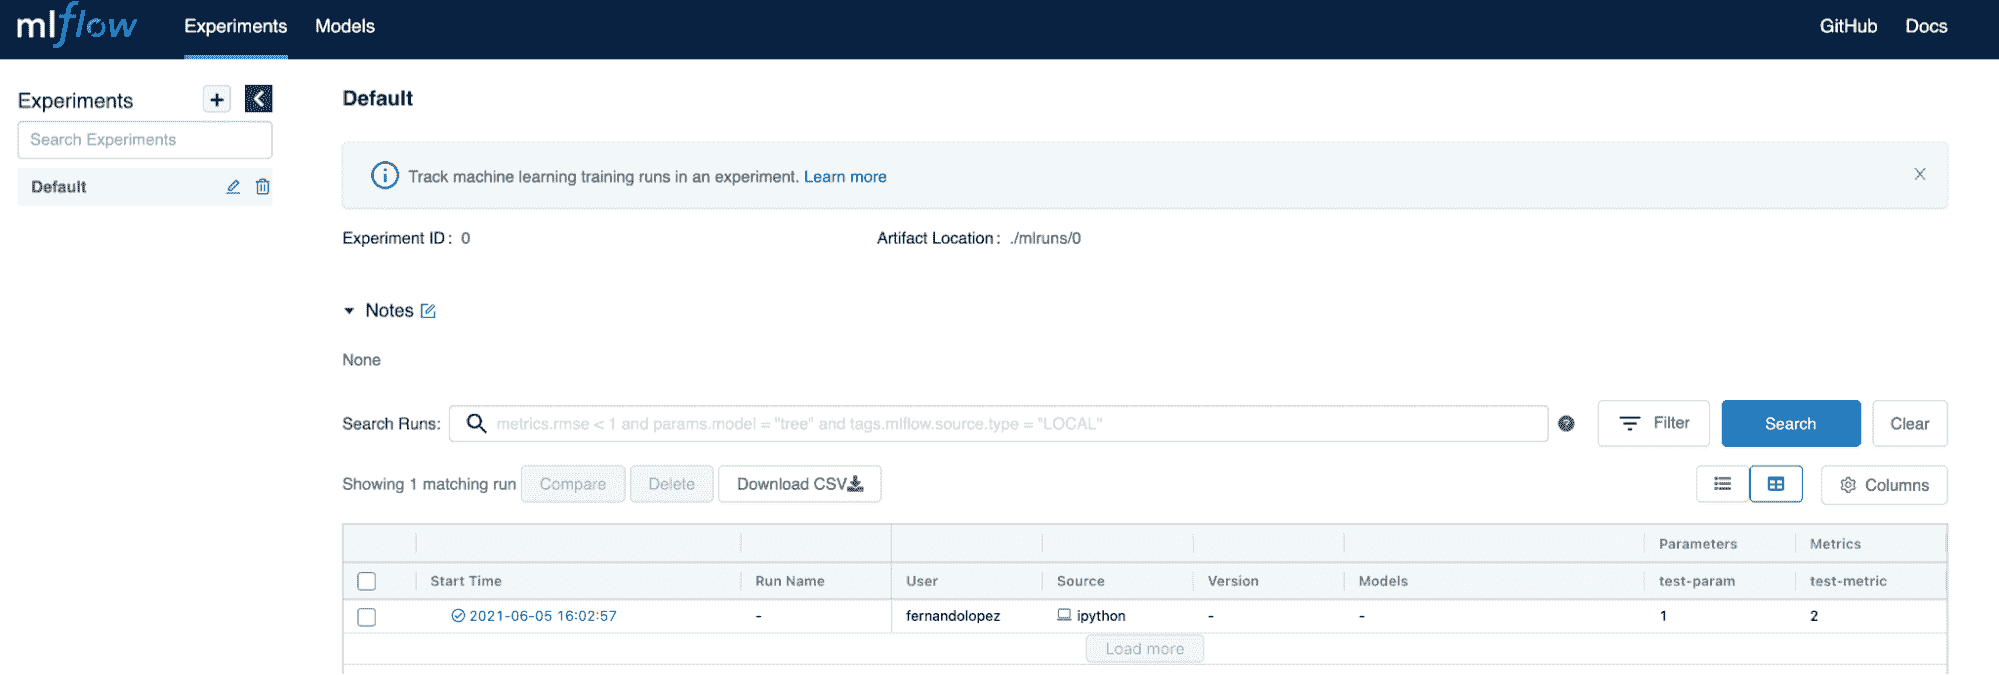 mlflow Experiments Models GitHub Docs
Experiments
Search Experiments
Default
Default
Track machine learning training runs in an experiment. Learn more
Experiment ID: 0 Artifact Location: ./mlruns/0
Notes
None
Search Runs: metrics.rmse < 1 and params.model = "tree" and tags.mlflow.source.type = "LOCAL" ? Filter Search Clear
Showing 1 matching run Compare Delete Download CSV Columns
Parameters Metrics
Start Time Run Name User Source Version Models test-param test-metric
2021-06-05 16:02:57 - fernandolopez ipython - - 1 2
Load more